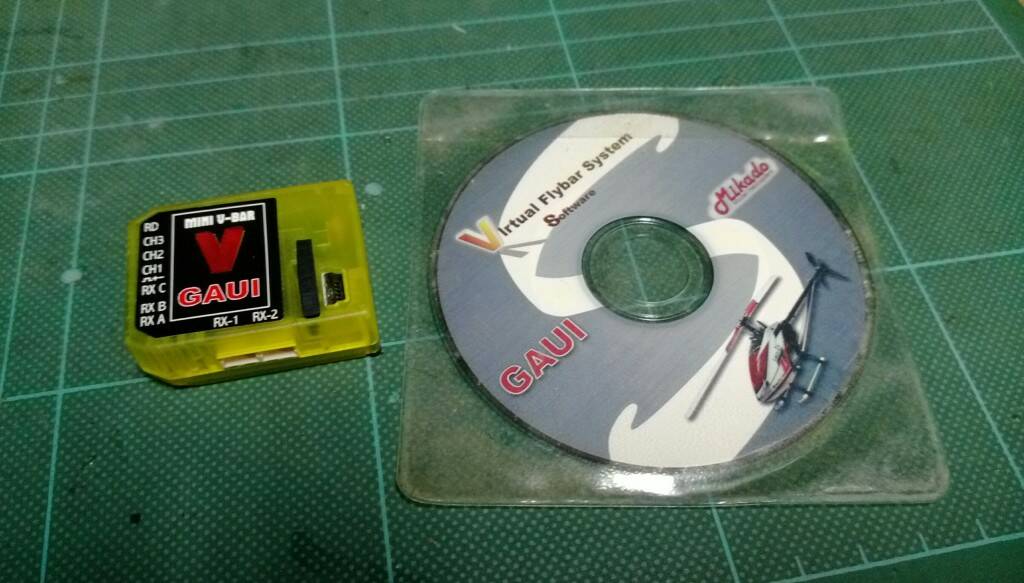 MINI V-BAR
V
GAUI
RD
CH3
CH2
CH1
RX C
RX B
RX A
RX-1 RX-2
Virtual Flybar System
Software
Mikado
GAUI